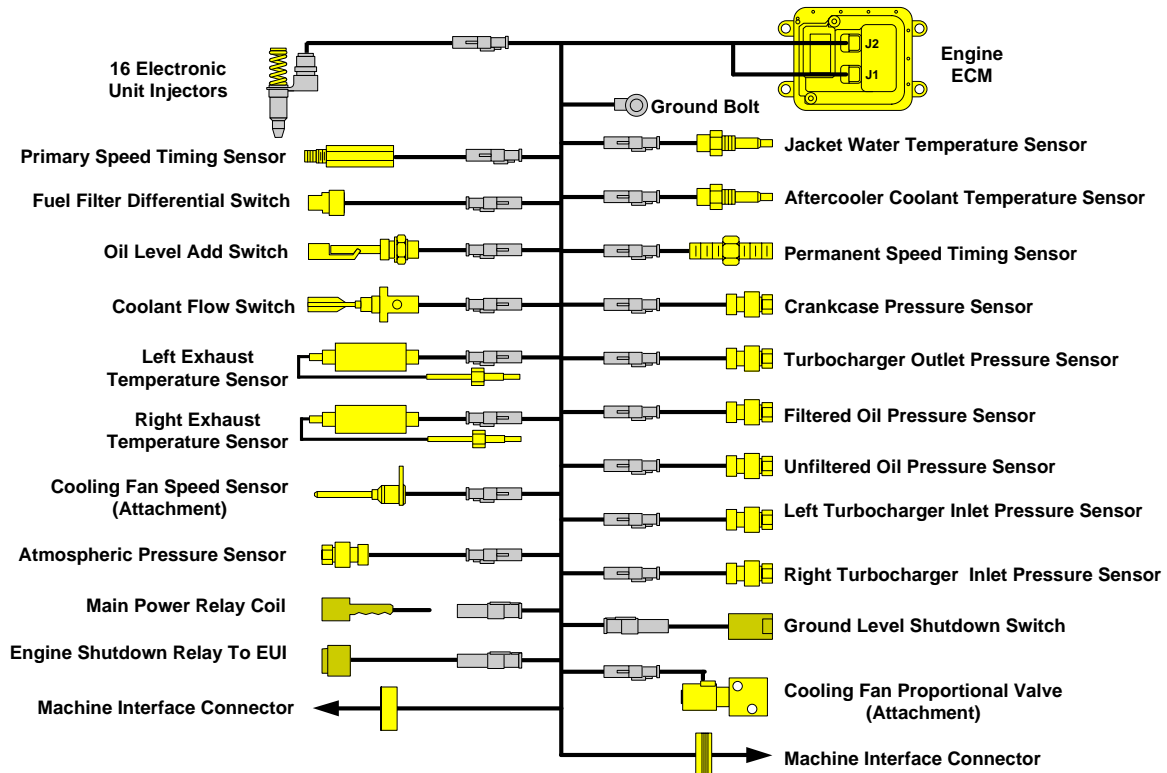 16 Electronic
Unit Injectors
Primary Speed Timing Sensor
Fuel Filter Differential Switch
Oil Level Add Switch
Coolant Flow Switch
Left Exhaust
Temperature Sensor
Right Exhaust
Temperature Sensor
Cooling Fan Speed Sensor
(Attachment)
Atmospheric Pressure Sensor
Main Power Relay Coil
Engine Shutdown Relay To EUI
Machine Interface Connector
J2
J1
Engine
ECM
Ground Bolt
Jacket Water Temperature Sensor
Aftercooler Coolant Temperature Sensor
Permanent Speed Timing Sensor
Crankcase Pressure Sensor
Turbocharger Outlet Pressure Sensor
Filtered Oil Pressure Sensor
Unfiltered Oil Pressure Sensor
Left Turbocharger Inlet Pressure Sensor
Right Turbocharger Inlet Pressure Sensor
Ground Level Shutdown Switch
Cooling Fan Proportional Valve
(Attachment)
Machine Interface Connector